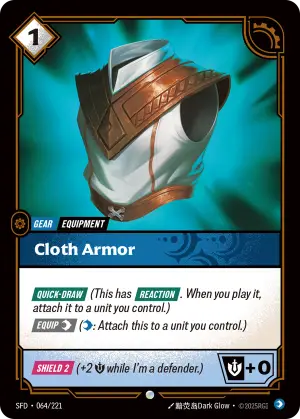 1
GEAR EQUIPMENT
Cloth Armor
QUICK-DRAW (This has REACTION. When you play it,
attach it to a unit you control.)
EQUIP (: Attach this to a unit you control.)
SHIELD 2 (+2 while I'm a defender.)
+0
SFD • 064/221
Dark Glow • ©2025RGI